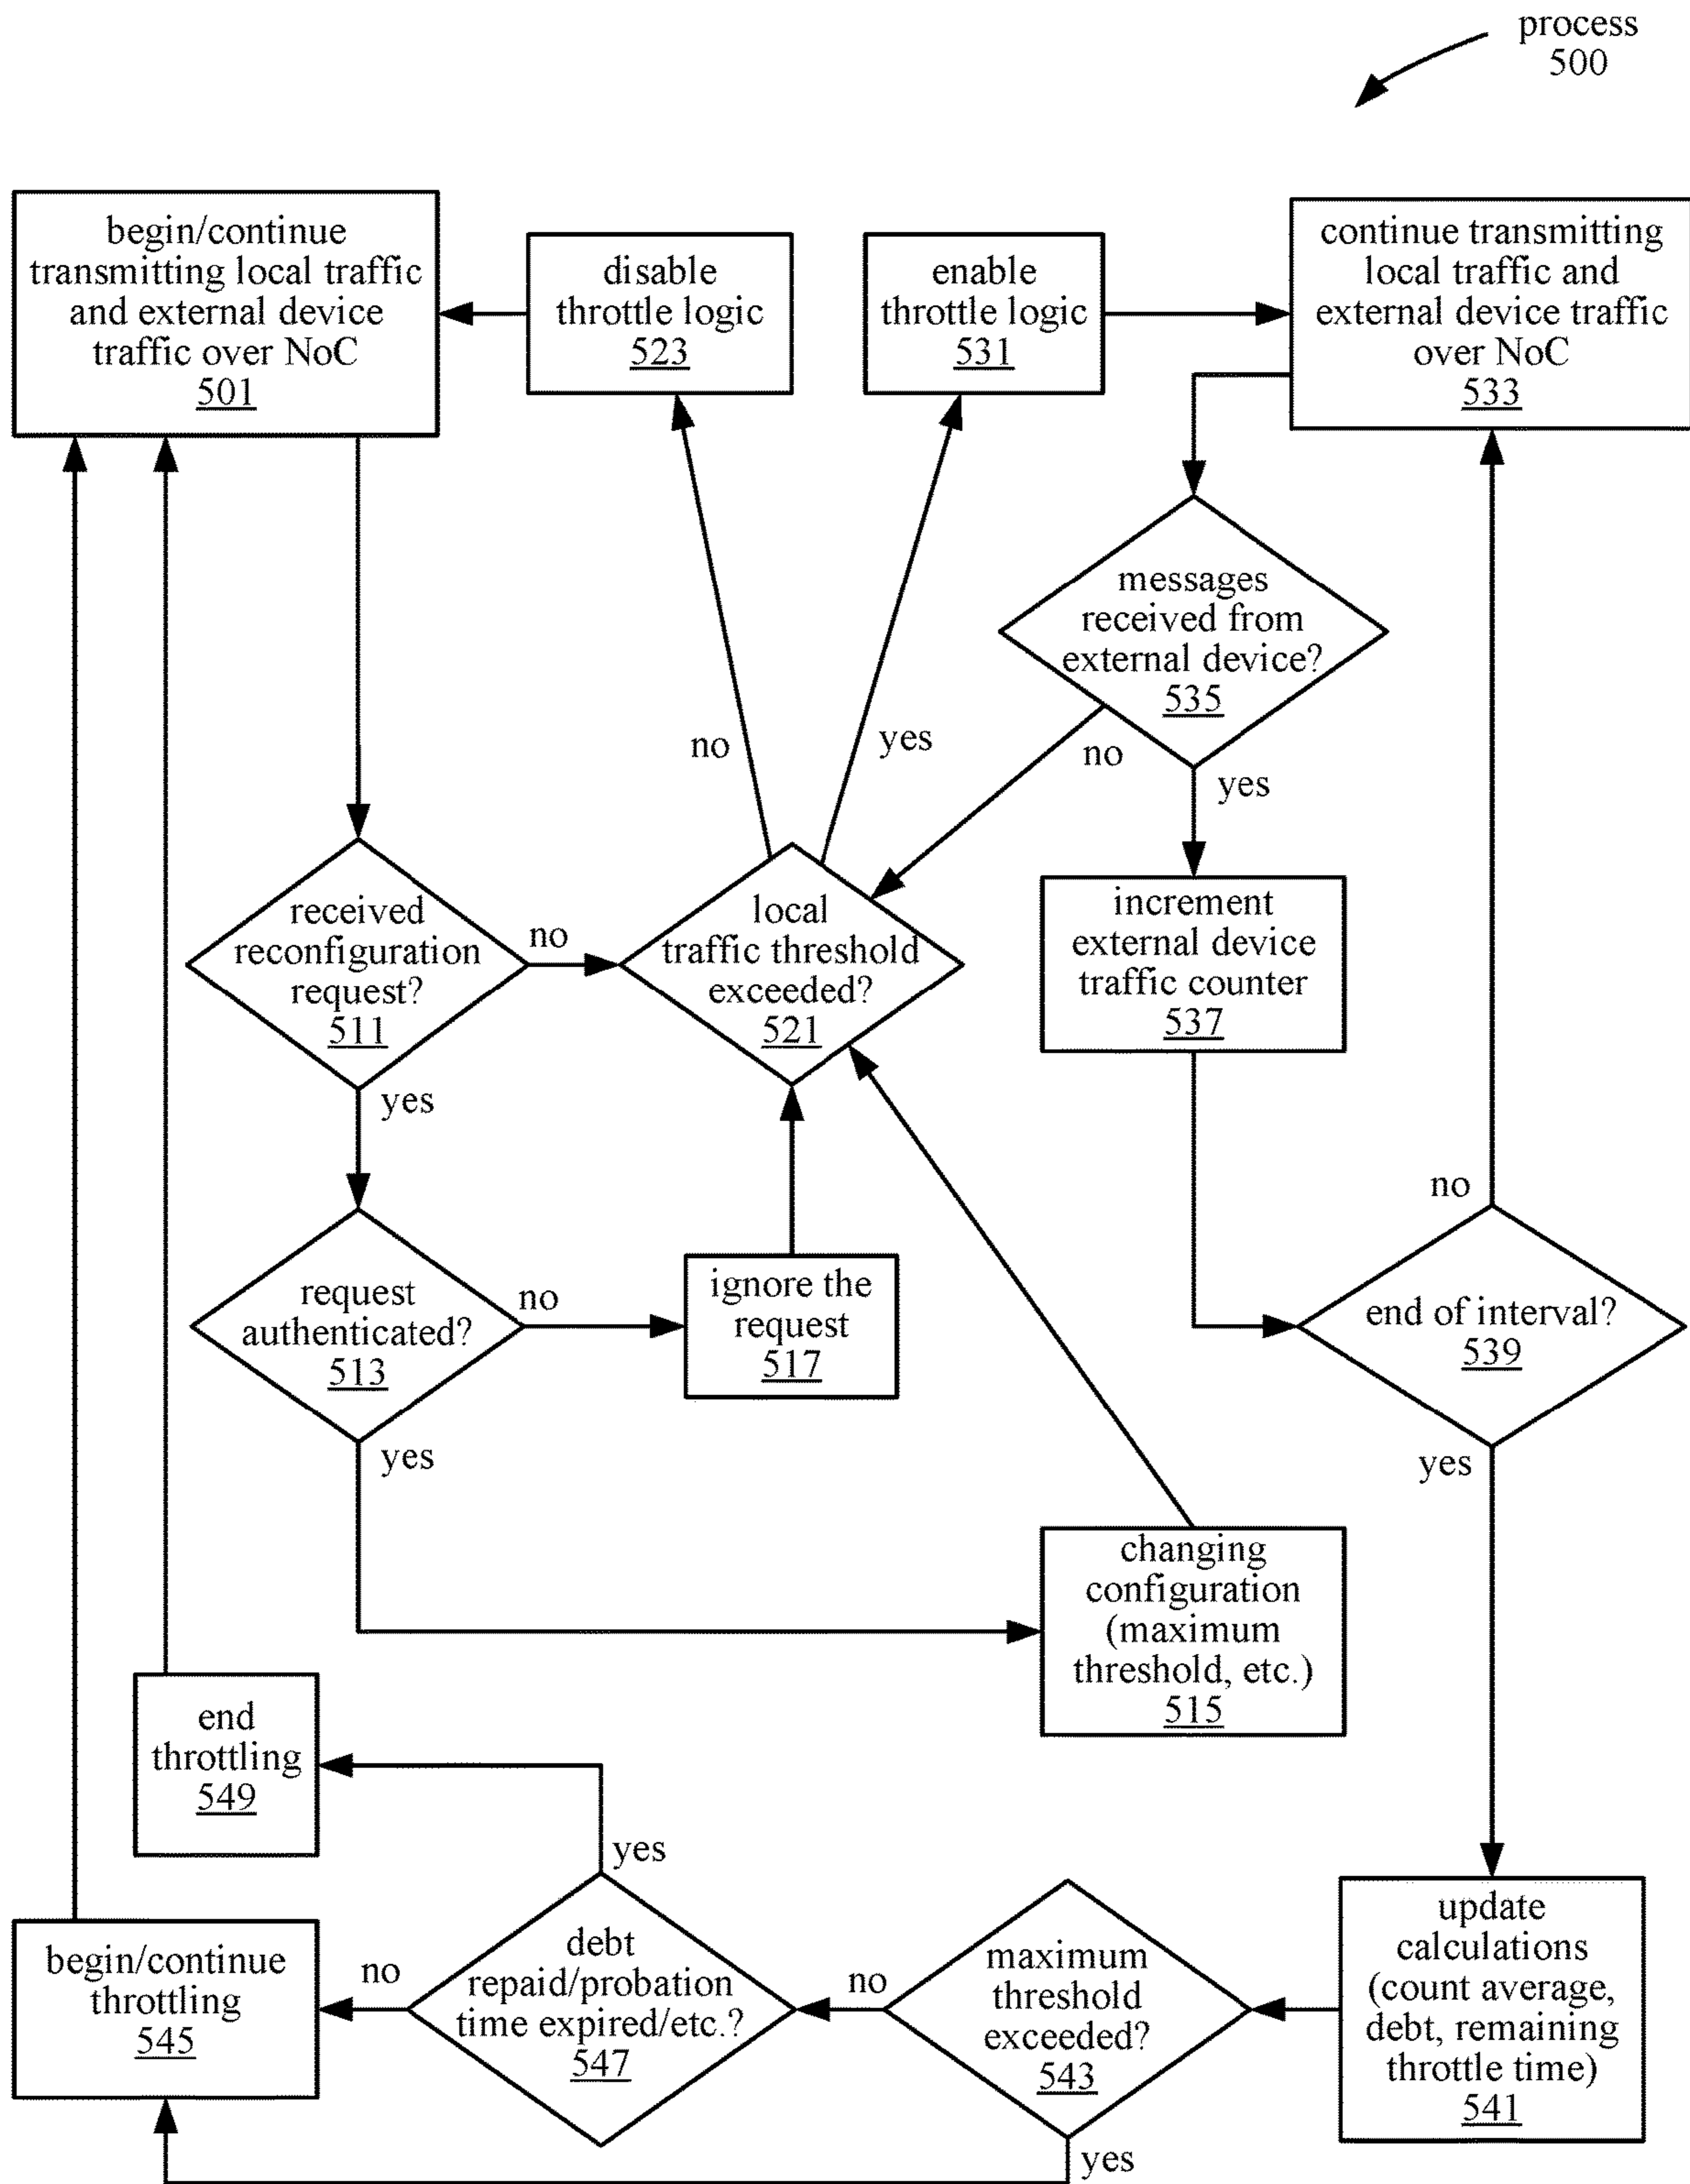 process
500
begin/continue
transmitting local traffic
and external device
traffic over NoC
501
disable
throttle logic
523
enable
throttle logic
531
continue transmitting
local traffic and
external device traffic
over NoC
533
messages
received from
external device?
535
no
yes
no
yes
received
reconfiguration
request?
511
no
local
traffic threshold
exceeded?
521
increment
external device
traffic counter
537
yes
no
request
authenticated?
513
no
ignore the
request
517
end of interval?
539
yes
yes
changing
configuration
(maximum
threshold, etc.)
515
end
throttling
549
yes
begin/continue
throttling
545
no
debt
repaid/probation
time expired/etc.?
547
no
maximum
threshold
exceeded?
543
yes
update
calculations
(count average,
debt, remaining
throttle time)
541